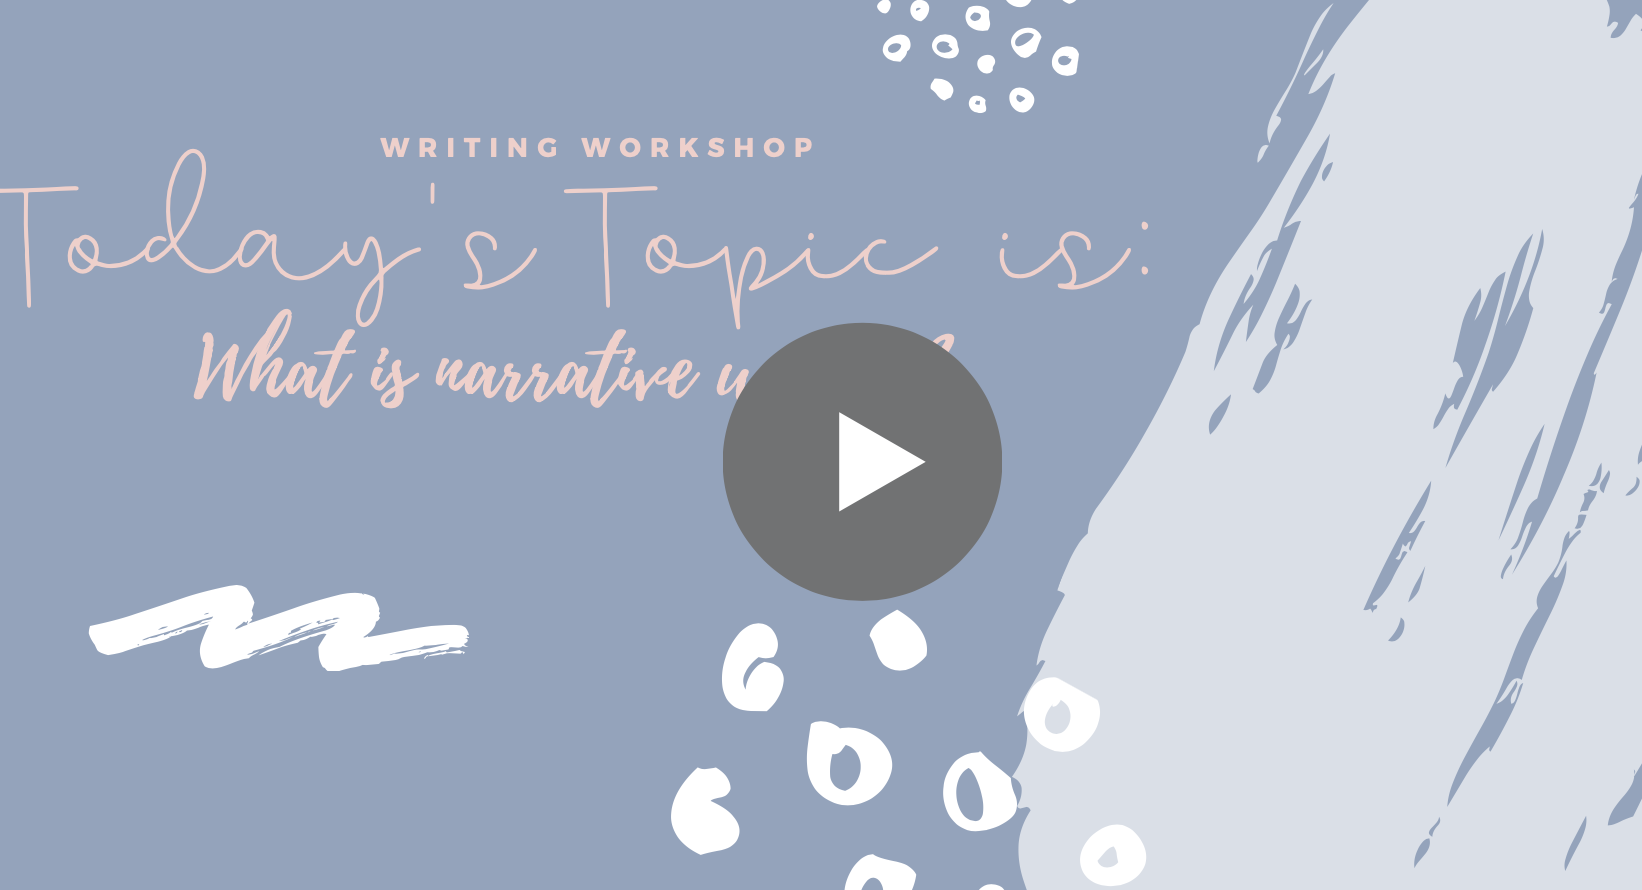 WRITING WORKSHOP
Today's Topic is:
What is narrative